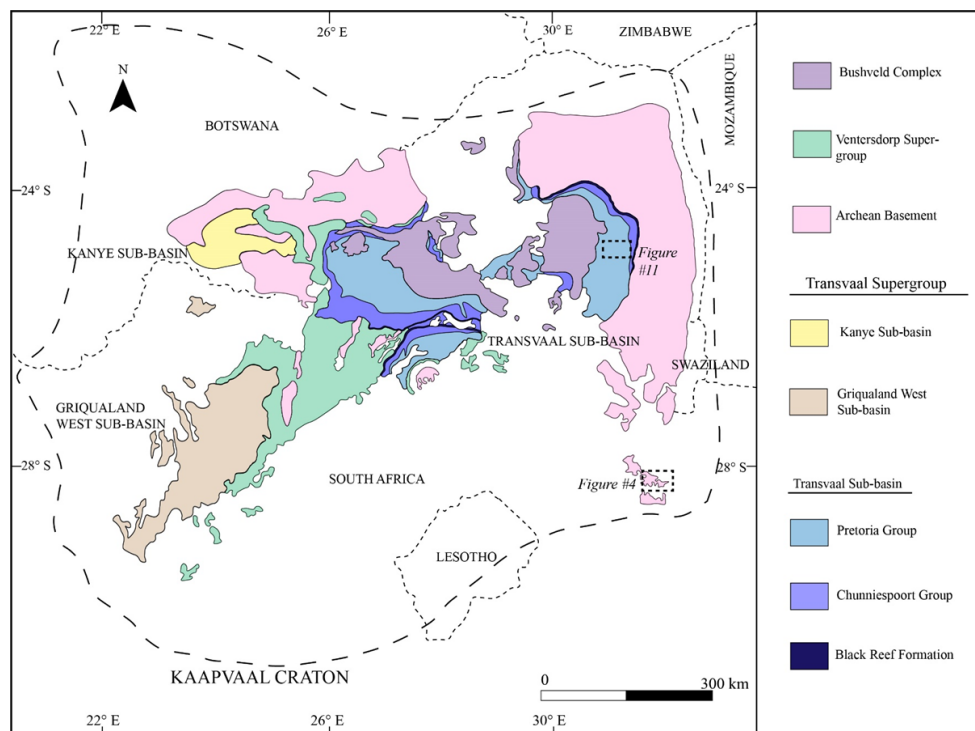 22° E
26° E
30° E
ZIMBABWE
MOZAMBIQUE
N
BOTSWANA
24° S
24° S
KANYE SUB-BASIN
Figure
#11
TRANSVAAL SUB-BASIN
SWAZILAND
GRIQUALAND
WEST SUB-BASIN
28° S
28° S
SOUTH AFRICA
Figure #4
LESOTHO
KAAPVAAL CRATON
0
300 km
22° E
26° E
30° E
Bushveld Complex
Ventersdorp Super-
group
Archean Basement
Transvaal Supergroup
Kanye Sub-basin
Griqualand West
Sub-basin
Transvaal Sub-basin
Pretoria Group
Chunniespoort Group
Black Reef Formation